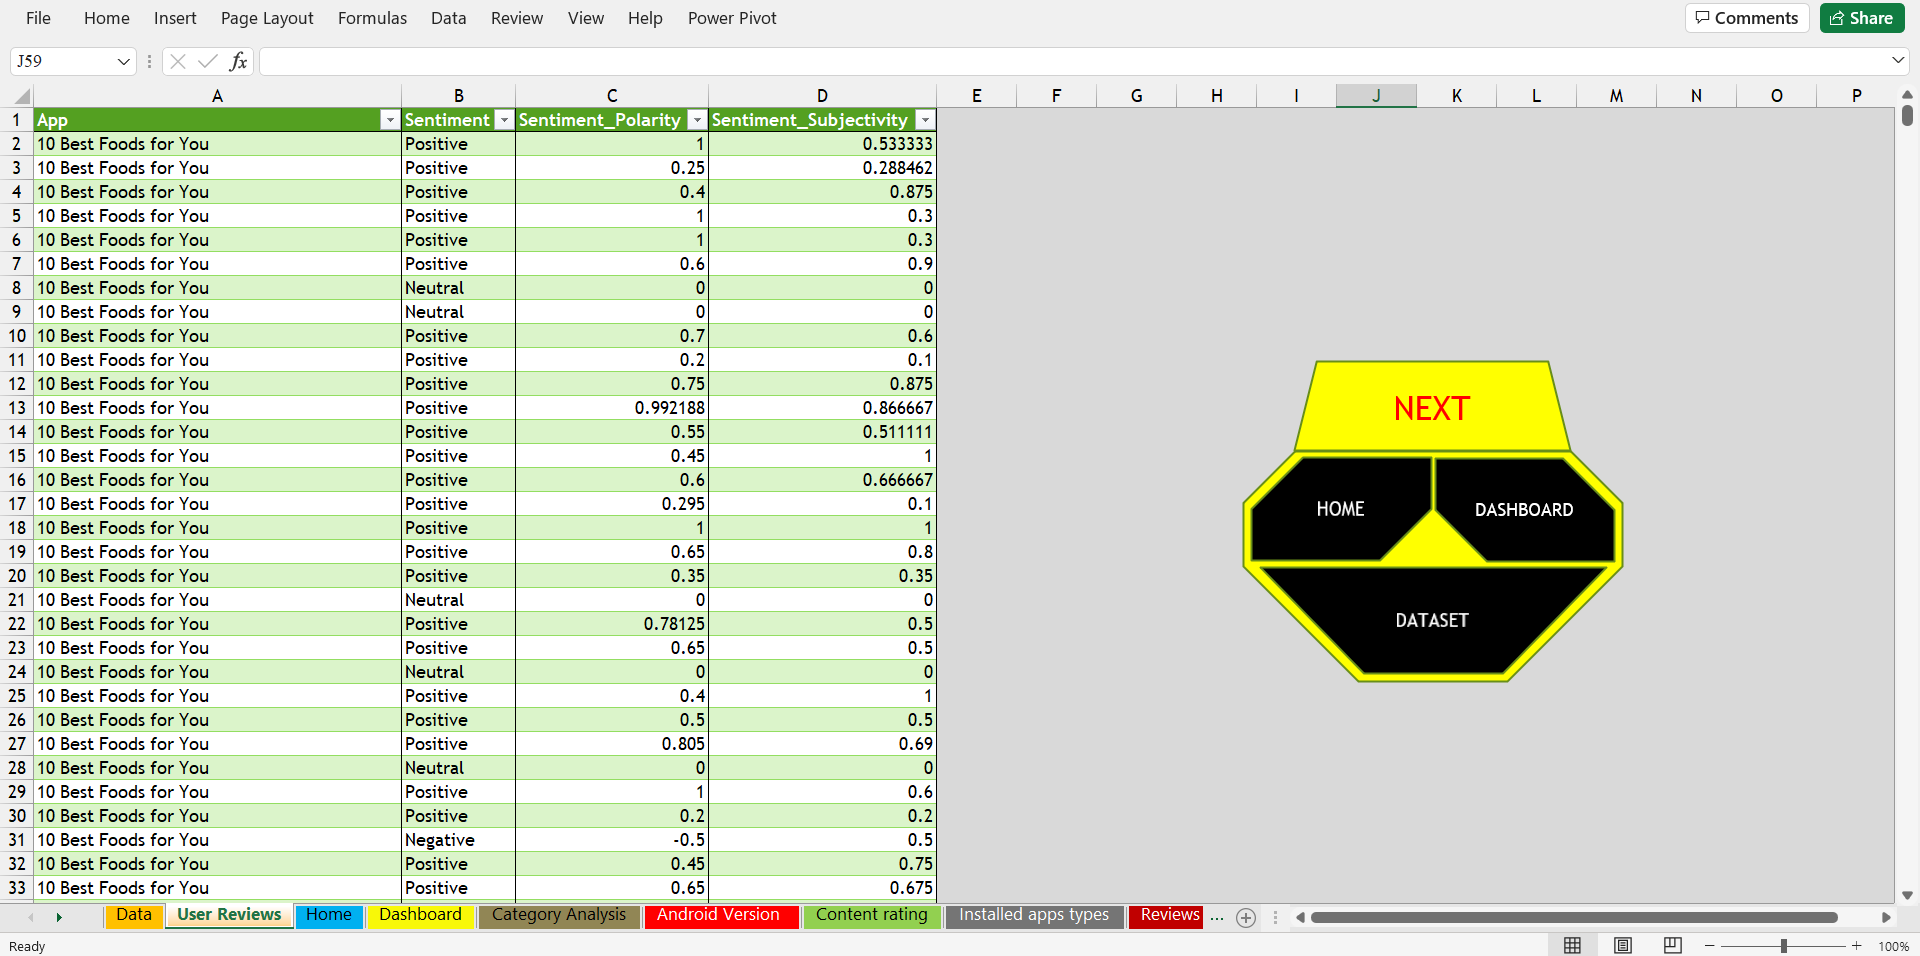 File Home Insert Page Layout Formulas Data Review View Help Power Pivot Comments Share
J59 fx
A B C D E F G H I J K L M N O P
1 App Sentiment Sentiment_Polarity Sentiment_Subjectivity
2 10 Best Foods for You Positive 1 0.533333
3 10 Best Foods for You Positive 0.25 0.288462
4 10 Best Foods for You Positive 0.4 0.875
5 10 Best Foods for You Positive 1 0.3
6 10 Best Foods for You Positive 1 0.3
7 10 Best Foods for You Positive 0.6 0.9
8 10 Best Foods for You Neutral 0 0
9 10 Best Foods for You Neutral 0 0
10 10 Best Foods for You Positive 0.7 0.6
11 10 Best Foods for You Positive 0.2 0.1
12 10 Best Foods for You Positive 0.75 0.875
13 10 Best Foods for You Positive 0.992188 0.866667
14 10 Best Foods for You Positive 0.55 0.511111
15 10 Best Foods for You Positive 0.45 1
16 10 Best Foods for You Positive 0.6 0.666667
17 10 Best Foods for You Positive 0.295 0.1
18 10 Best Foods for You Positive 1 1
19 10 Best Foods for You Positive 0.65 0.8
20 10 Best Foods for You Positive 0.35 0.35
21 10 Best Foods for You Neutral 0 0
22 10 Best Foods for You Positive 0.78125 0.5
23 10 Best Foods for You Positive 0.65 0.5
24 10 Best Foods for You Neutral 0 0
25 10 Best Foods for You Positive 0.4 1
26 10 Best Foods for You Positive 0.5 0.5
27 10 Best Foods for You Positive 0.805 0.69
28 10 Best Foods for You Neutral 0 0
29 10 Best Foods for You Positive 1 0.6
30 10 Best Foods for You Positive 0.2 0.2
31 10 Best Foods for You Negative -0.5 0.5
32 10 Best Foods for You Positive 0.45 0.75
33 10 Best Foods for You Positive 0.65 0.675
NEXT
HOME DASHBOARD
DATASET
Data User Reviews Home Dashboard Category Analysis Android Version Content rating Installed apps types Reviews ...
Ready 100%